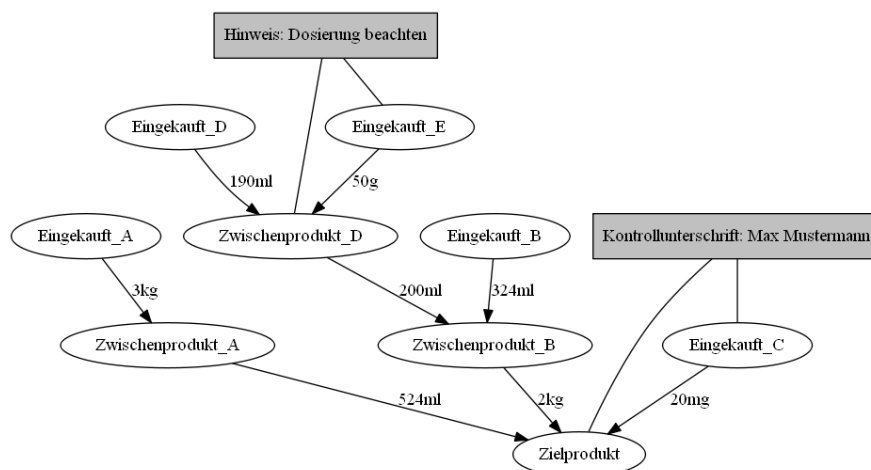 Hinweis: Dosierung beachten
Eingekauft_D
Eingekauft_E
190ml
50g
Eingekauft_A
Zwischenprodukt_D
Eingekauft_B
Kontrollunterschrift: Max Mustermann
3kg
200ml
324ml
Zwischenprodukt_A
Zwischenprodukt_B
Eingekauft_C
524ml
2kg
20mg
Zielprodukt